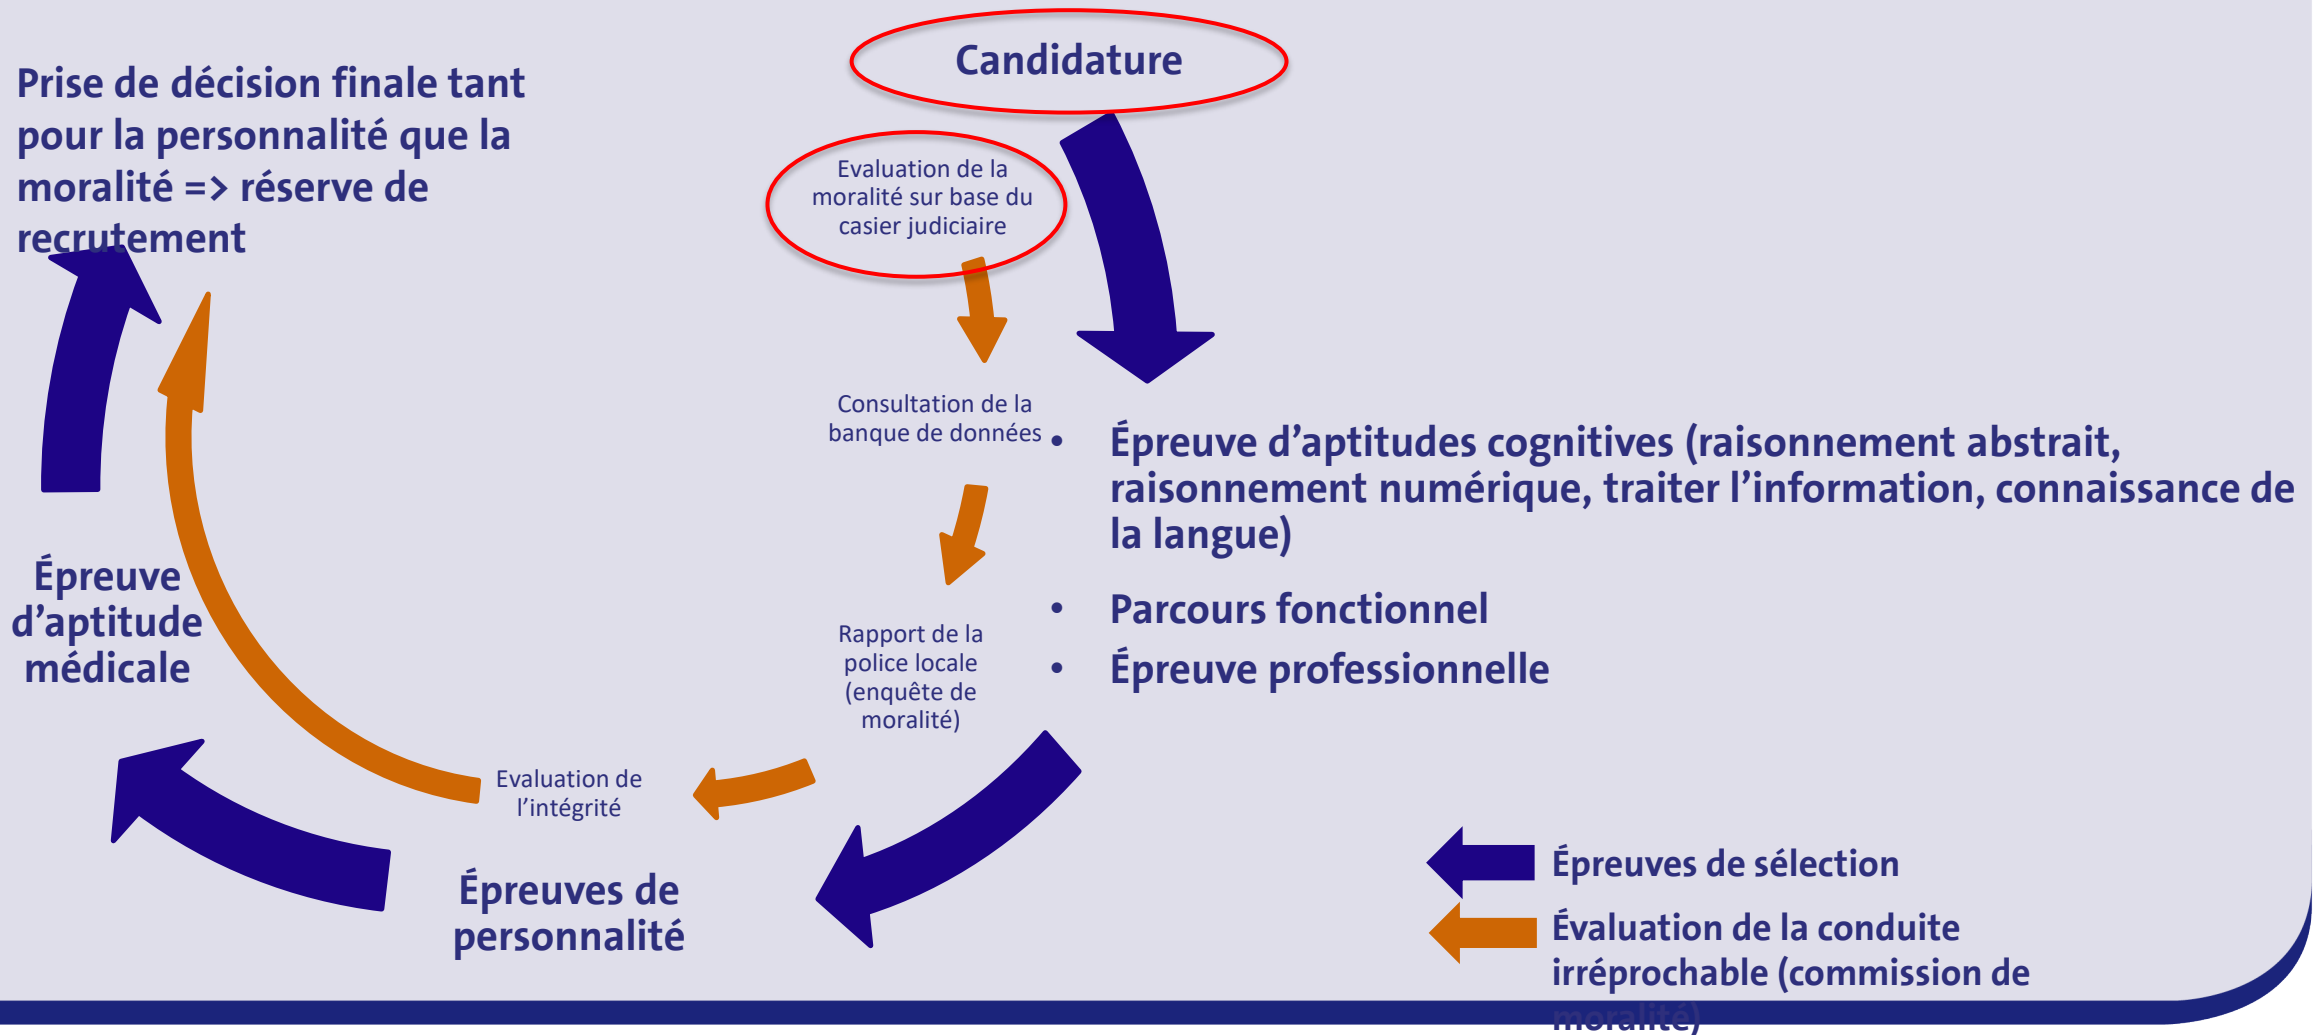 Candidature
Prise de décision finale tant
pour la personnalité que la
moralité => réserve de
recrutement
Evaluation de la
moralité sur base du
casier judiciaire
Consultation de la
banque de données
• Épreuve d’aptitudes cognitives (raisonnement abstrait,
raisonnement numérique, traiter l’information, connaissance de
la langue)
• Parcours fonctionnel
• Épreuve professionnelle
Rapport de la
police locale
(enquête de
moralité)
Épreuve
d’aptitude
médicale
Evaluation de
l’intégrité
Épreuves de
personnalité
Épreuves de sélection
Évaluation de la conduite
irréprochable (commission de
moralité)